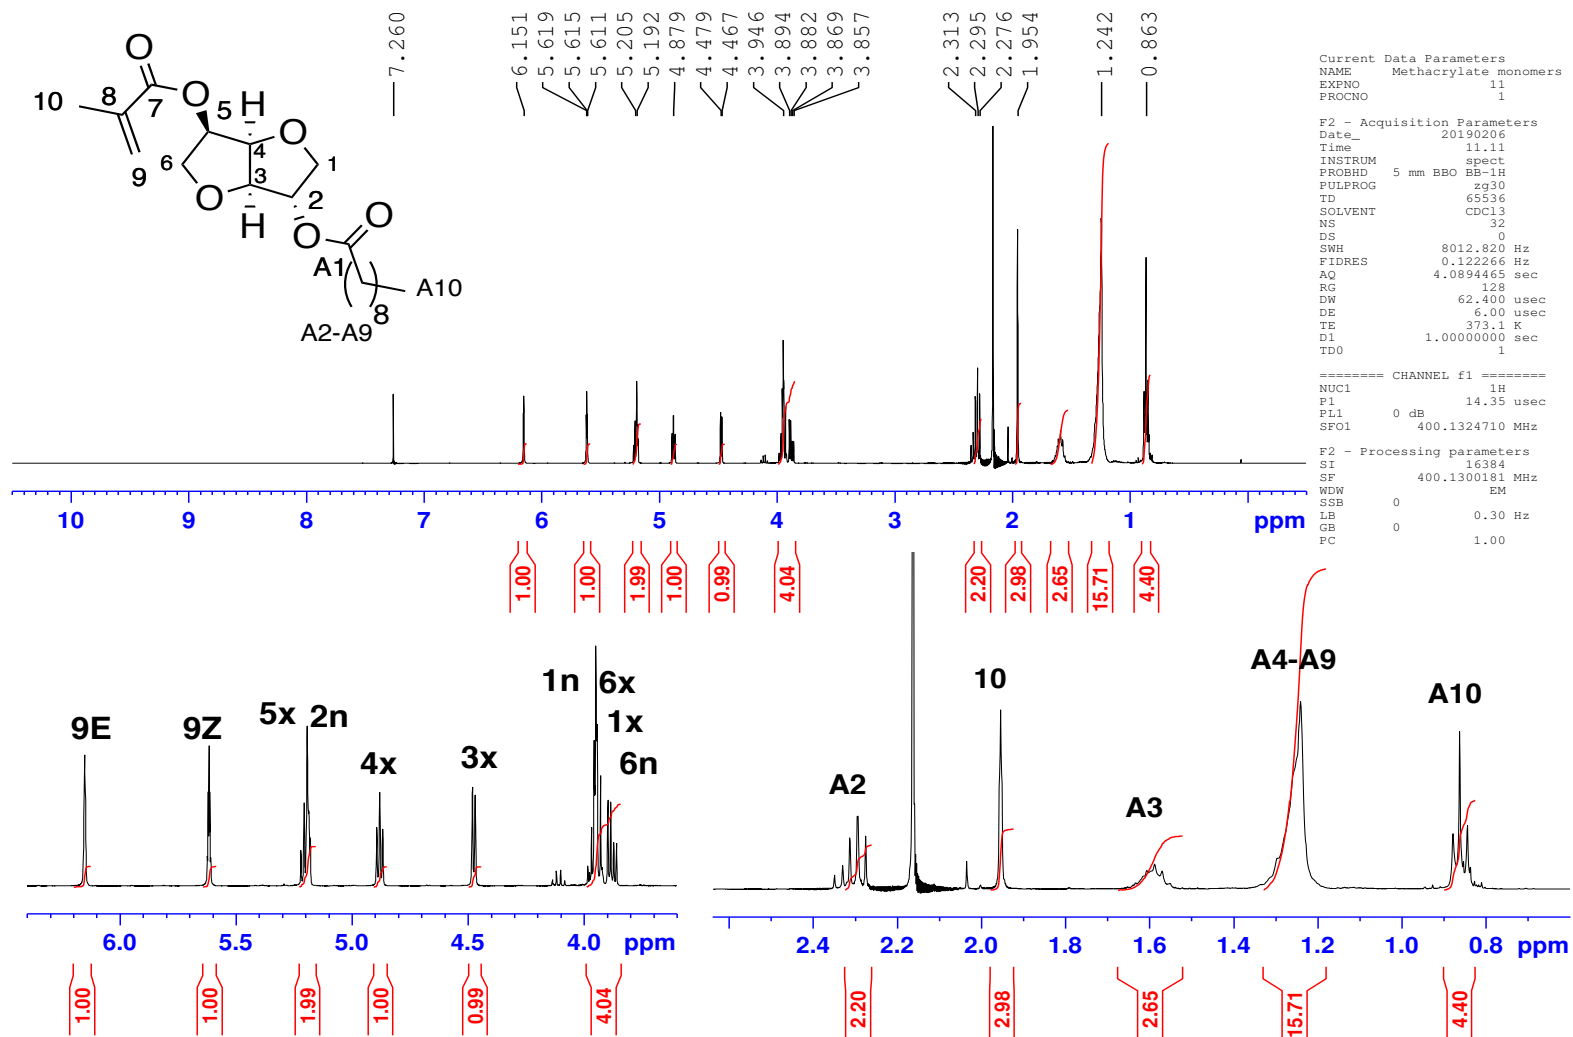 7.260
6.151
5.619
5.615
5.611
5.205
5.192
4.879
4.479
4.467
3.946
3.894
3.882
3.869
3.857
2.313
2.295
2.276
1.954
1.242
0.863
O
O
10
8
7
5
H
O
9
6
4
1
3
O
2
H
O
O
A1
8
A10
A2-A9
Current Data Parameters
NAME Methacrylate monomers
EXPNO 11
PROCNO 1
F2 - Acquisition Parameters
Date_ 20190206
Time 11.11
INSTRUM spect
PROBHD 5 mm BBO BB-1H
PULPROG zg30
TD 65536
SOLVENT CDCl3
NS 32
DS 0
SWH 8012.820 Hz
FIDRES 0.122266 Hz
AQ 4.0894465 sec
RG 128
DW 62.400 usec
DE 6.00 usec
TE 373.1 K
D1 1.00000000 sec
TD0 1
======== CHANNEL f1 ========
NUC1 1H
P1 14.35 usec
PL1 0 dB
SFO1 400.1324710 MHz
F2 - Processing parameters
SI 16384
SF 400.1300181 MHz
WDW EM
SSB 0
LB 0.30 Hz
GB 0
PC 1.00
10 9 8 7 6 5 4 3 2 1 ppm
1.00 1.00 1.99 1.00 0.99 4.04 2.20 2.98 2.65 15.71 4.40
9E
9Z
5x 2n
4x
3x
1n 6x
1x
6n
6.0 5.5 5.0 4.5 4.0 ppm
1.00 1.00 1.99 1.00 0.99 4.04
A2
10
A3
A4-A9
A10
2.4 2.2 2.0 1.8 1.6 1.4 1.2 1.0 0.8 ppm
2.20 2.98 2.65 15.71 4.40